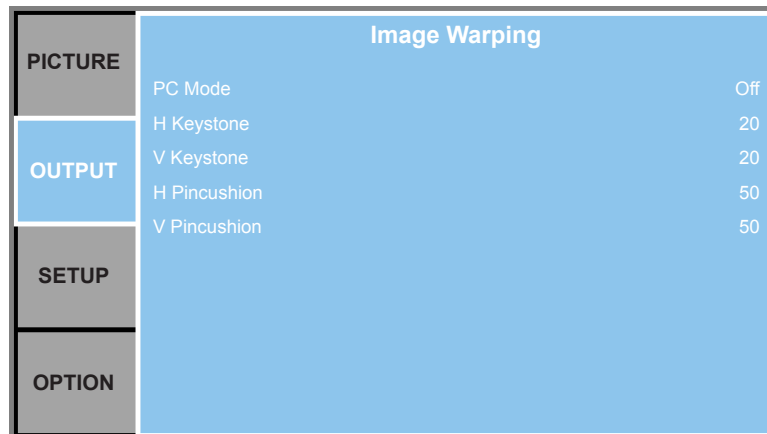 PICTURE
OUTPUT
SETUP
OPTION
Image Warping
PC Mode Off
H Keystone 20
V Keystone 20
H Pincushion 50
V Pincushion 50